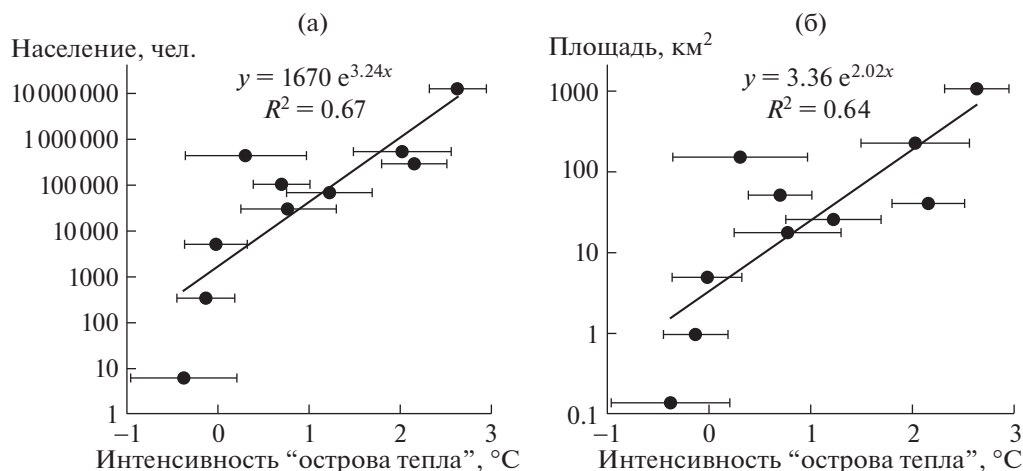 (а)
Население, чел.
y = 1670 e^3.24x
R² = 0.67
10 000 000
1 000 000
100 000
10 000
1000
100
10
1
−1 0 1 2 3
Интенсивность “острова тепла”, °C
(б)
Площадь, км²
y = 3.36 e^2.02x
R² = 0.64
1000
100
10
1
0.1
−1 0 1 2 3
Интенсивность “острова тепла”, °C